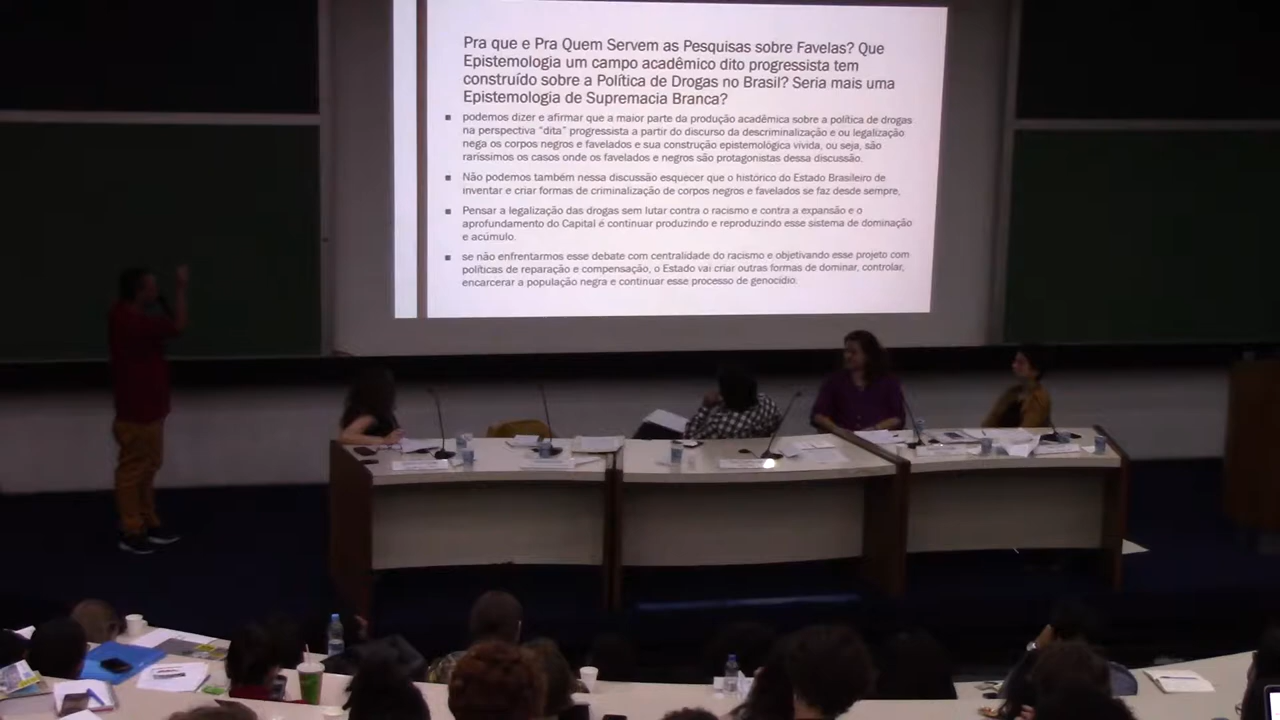 Pra que e Pra Quem Servem as Pesquisas sobre Favelas? Que
Epistemologia um campo acadêmico dito progressista tem
construído sobre a Política de Drogas no Brasil? Seria mais uma
Epistemologia de Supremacia Branca?
podemos dizer e afirmar que a maior parte da produção acadêmica sobre a política de drogas
na perspectiva "dita" progressista a partir do discurso da descriminalização e ou legalização
nega os corpos negros e favelados e sua construção epistemológica vivida, ou seja, são
raríssimos os casos onde os favelados e negros são protagonistas dessa discussão.
Não podemos também nessa discussão esquecer que o histórico do Estado Brasileiro de
inventar e criar formas de criminalização de corpos negros e favelados se faz desde sempre,
Pensar a legalização das drogas sem lutar contra o racismo e contra a expansão e o
aprofundamento do Capital é continuar produzindo e reproduzindo esse sistema de dominação
e acúmulo.
se não enfrentarmos esse debate com centralidade do racismo e objetivando esse projeto com
políticas de reparação e compensação, o Estado vai criar outras formas de dominar, controlar,
encarcerar a população negra e continuar esse processo de genocídio.